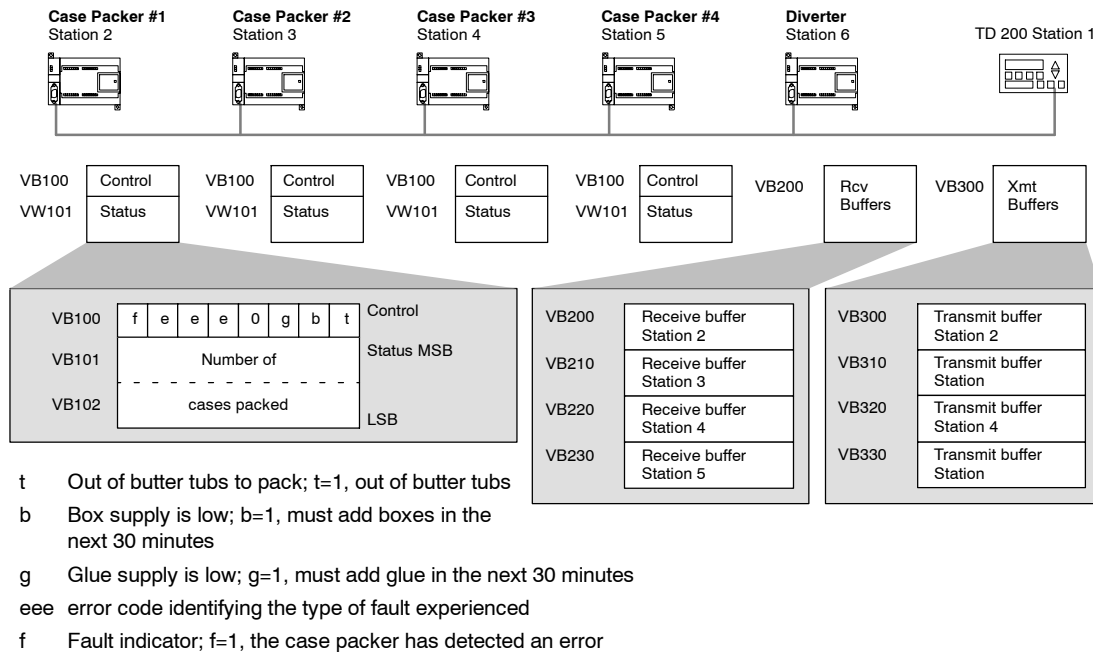 Case Packer #1
Station 2
Case Packer #2
Station 3
Case Packer #3
Station 4
Case Packer #4
Station 5
Diverter
Station 6
TD 200 Station 1
VB100 Control
VW101 Status
VB100 Control
VW101 Status
VB100 Control
VW101 Status
VB100 Control
VW101 Status
VB200 Rcv
Buffers
VB300 Xmt
Buffers
VB100 f e e e 0 g b t Control
VB101 Number of Status MSB
VB102 cases packed
LSB
VB200 Receive buffer
Station 2
VB210 Receive buffer
Station 3
VB220 Receive buffer
Station 4
VB230 Receive buffer
Station 5
VB300 Transmit buffer
Station 2
VB310 Transmit buffer
Station
VB320 Transmit buffer
Station 4
VB330 Transmit buffer
Station
t Out of butter tubs to pack; t=1, out of butter tubs
b Box supply is low; b=1, must add boxes in the
next 30 minutes
g Glue supply is low; g=1, must add glue in the next 30 minutes
eee error code identifying the type of fault experienced
f Fault indicator; f=1, the case packer has detected an error